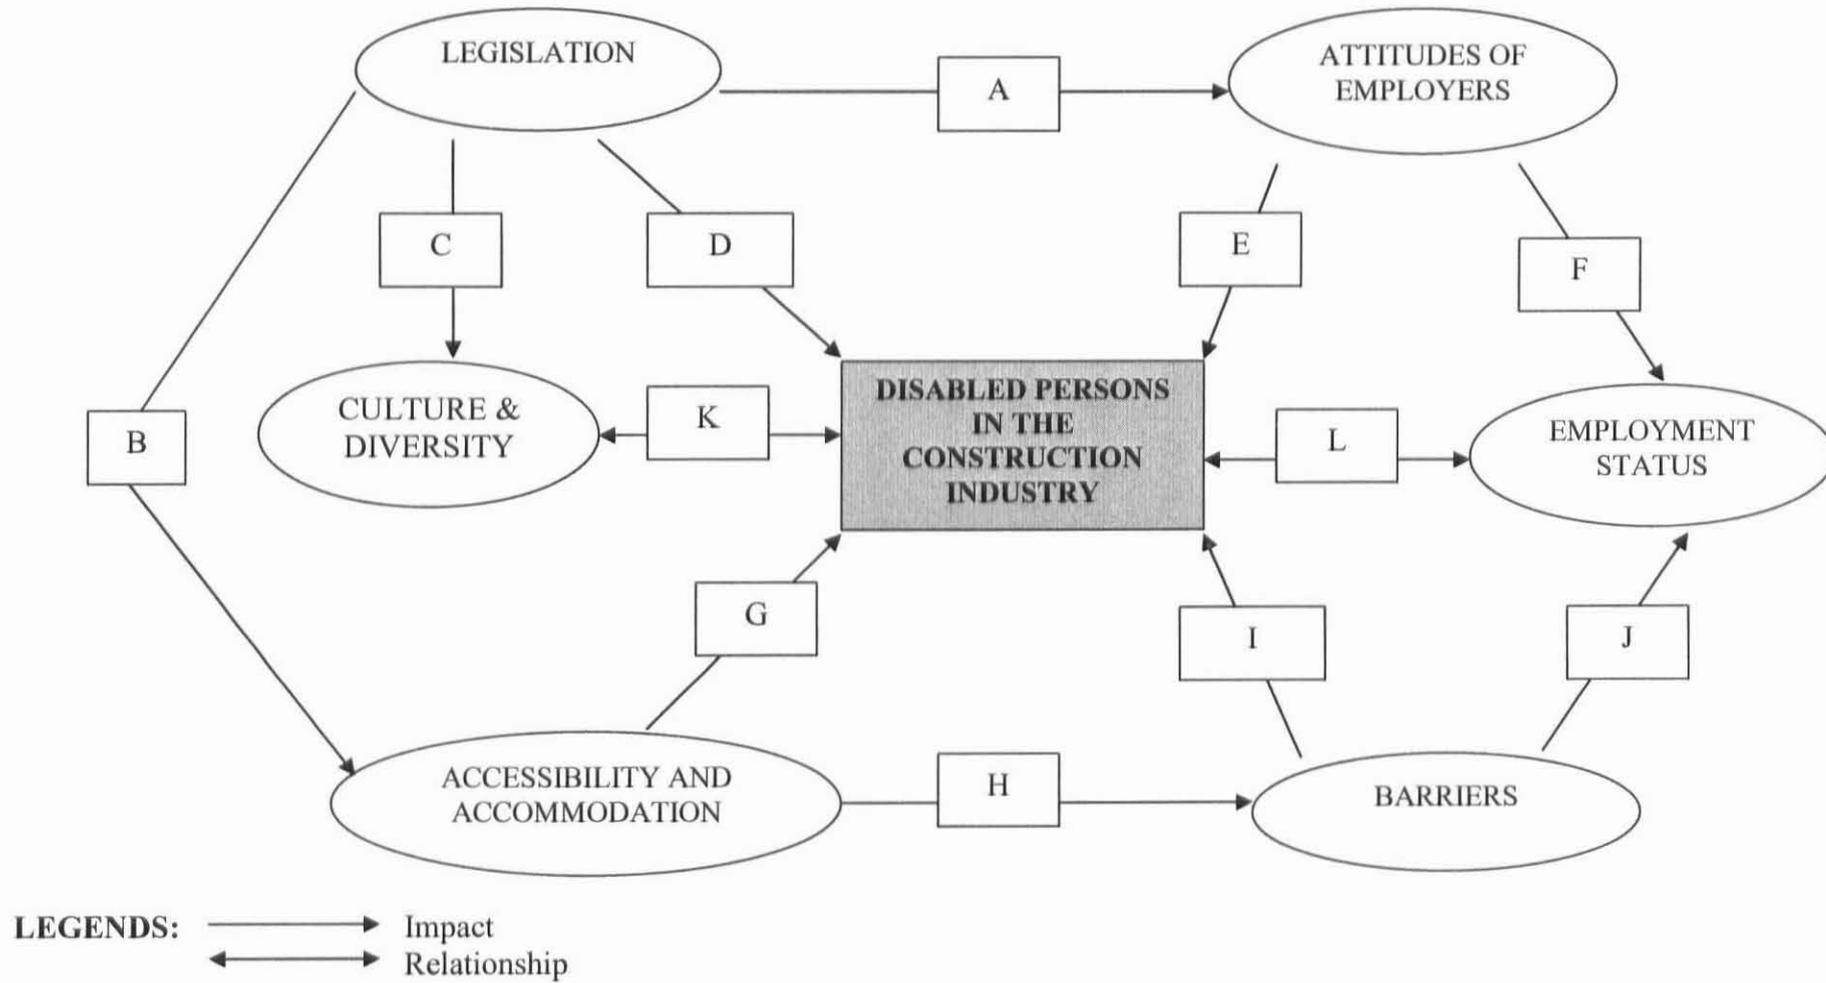 LEGISLATION
ATTITUDES OF
EMPLOYERS
A
C
D
E
F
B
CULTURE &
DIVERSITY
K
DISABLED PERSONS
IN THE
CONSTRUCTION
INDUSTRY
L
EMPLOYMENT
STATUS
G
I
J
ACCESSIBILITY AND
ACCOMMODATION
H
BARRIERS
LEGENDS:
Impact
Relationship